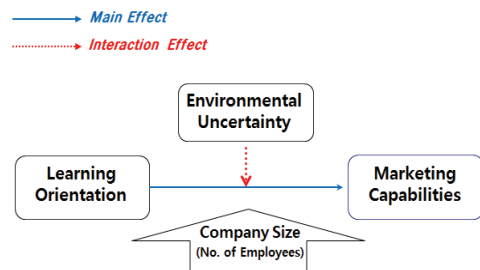 Main Effect
Interaction Effect
Environmental
Uncertainty
Learning
Orientation
Marketing
Capabilities
Company Size
(No. of Employees)